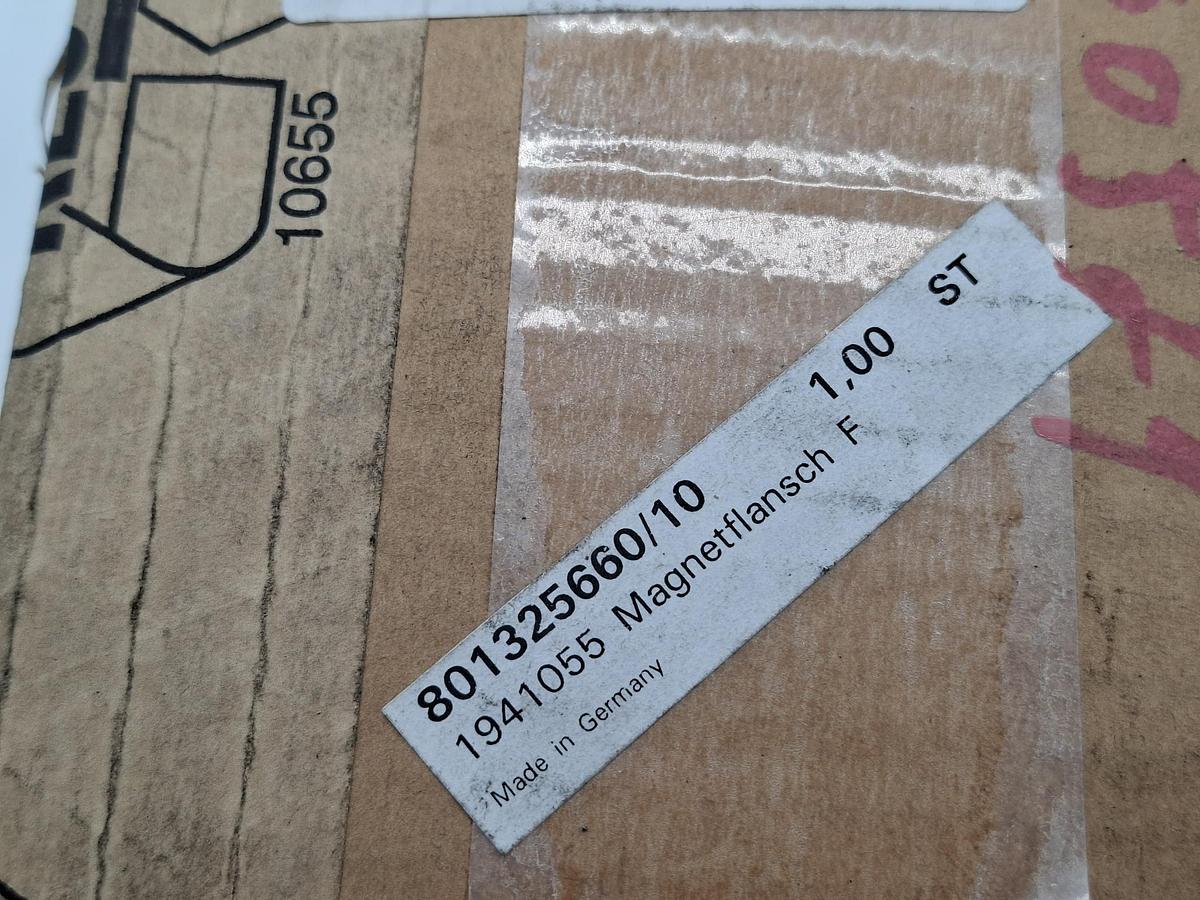 10655
801325660/10 1,00 ST
1941055 Magnetflansch F
Made in Germany